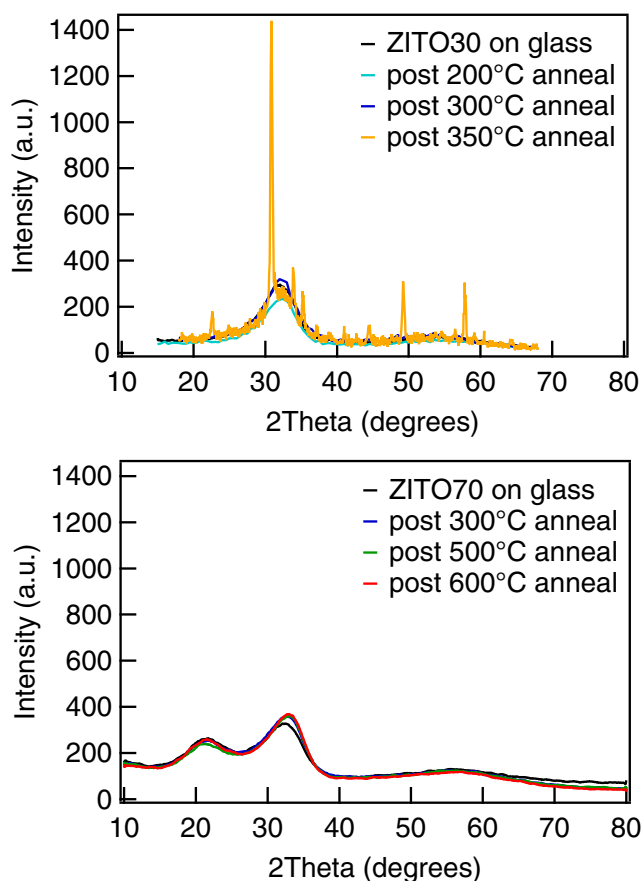 1400
1200
1000
800
600
400
200
0
Intensity (a.u.)
ZITO30 on glass
post 200°C anneal
post 300°C anneal
post 350°C anneal
10 20 30 40 50 60 70 80
2Theta (degrees)
1400
1200
1000
800
600
400
200
0
Intensity (a.u.)
ZITO70 on glass
post 300°C anneal
post 500°C anneal
post 600°C anneal
10 20 30 40 50 60 70 80
2Theta (degrees)